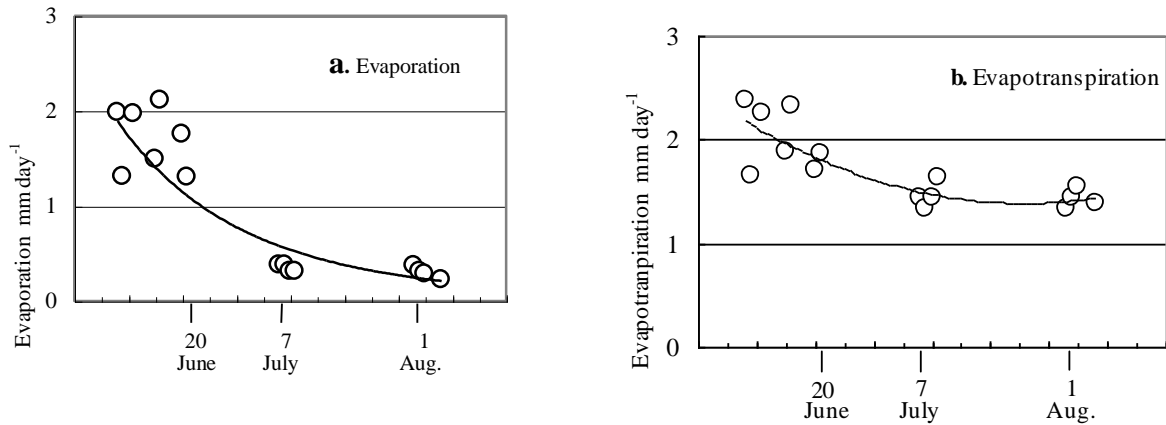 3
2
1
0
Evaporation mm day-1
a. Evaporation
20
June
7
July
1
Aug.
3
2
1
0
Evapotranpiration mm day-1
b. Evapotranspiration
20
June
7
July
1
Aug.